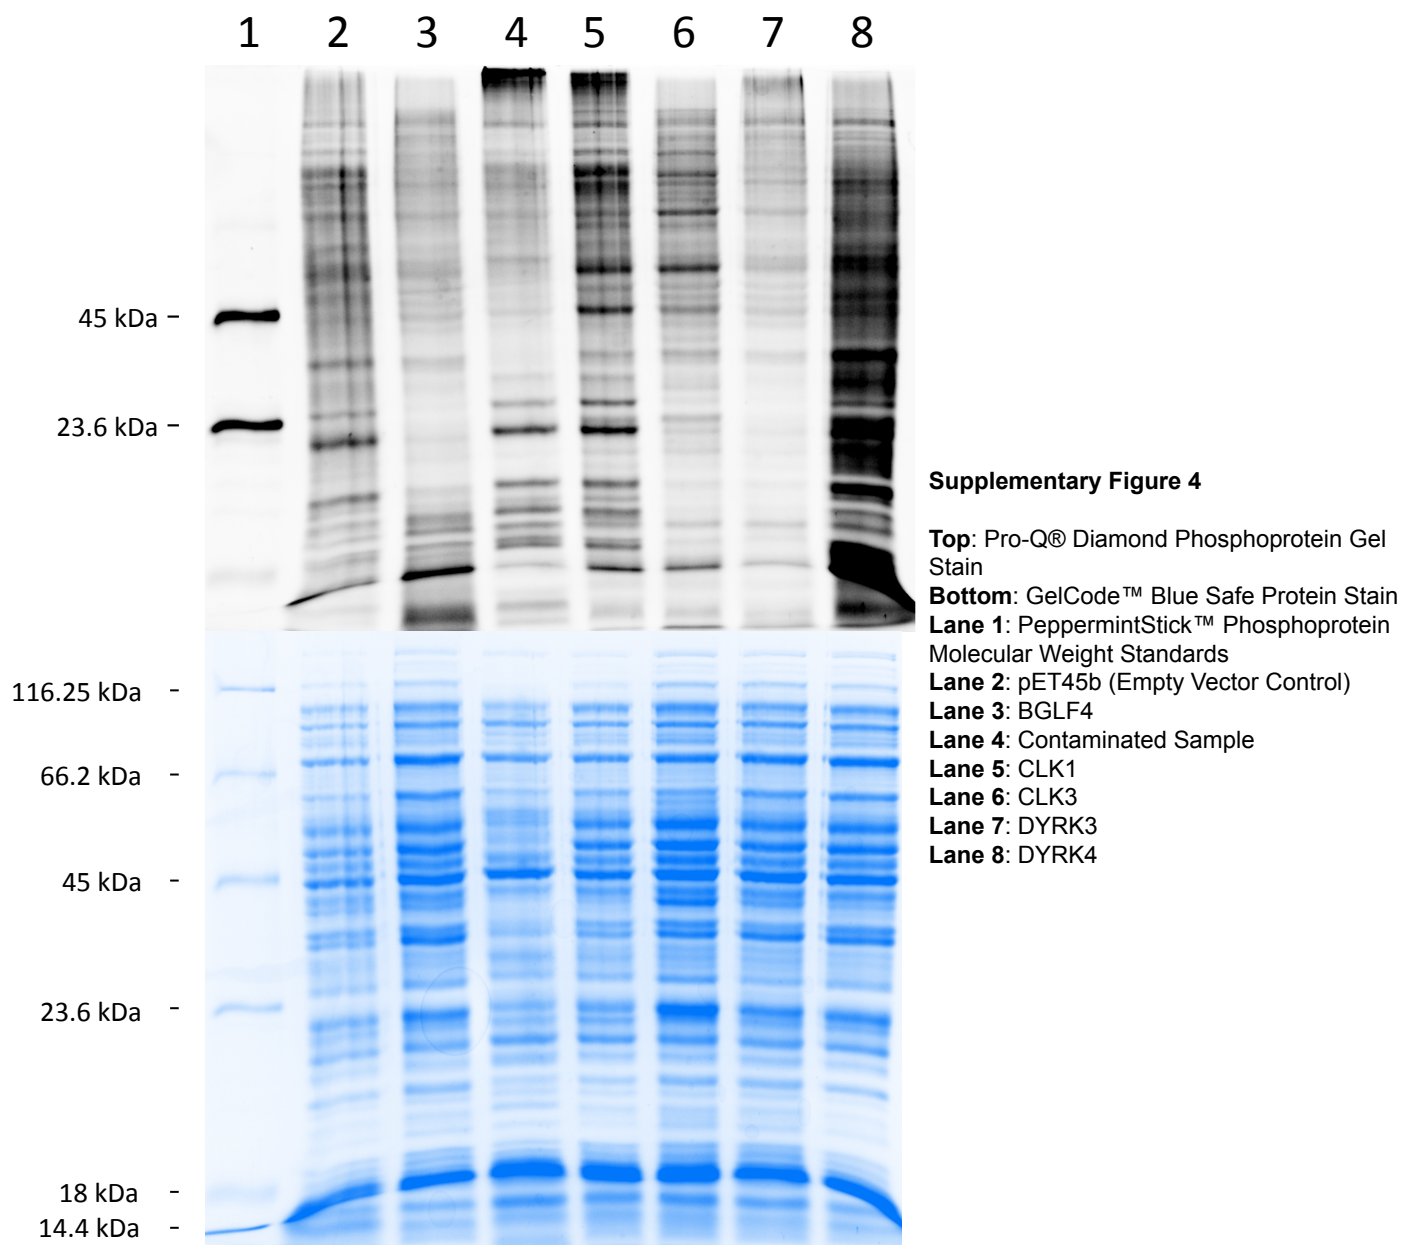 1 2 3 4 5 6 7 8
45 kDa -
23.6 kDa -
Supplementary Figure 4
Top: Pro-Q® Diamond Phosphoprotein Gel
Stain
Bottom: GelCode™ Blue Safe Protein Stain
Lane 1: PeppermintStick™ Phosphoprotein
Molecular Weight Standards
Lane 2: pET45b (Empty Vector Control)
Lane 3: BGLF4
Lane 4: Contaminated Sample
Lane 5: CLK1
Lane 6: CLK3
Lane 7: DYRK3
Lane 8: DYRK4
116.25 kDa -
66.2 kDa -
45 kDa -
23.6 kDa -
18 kDa -
14.4 kDa -